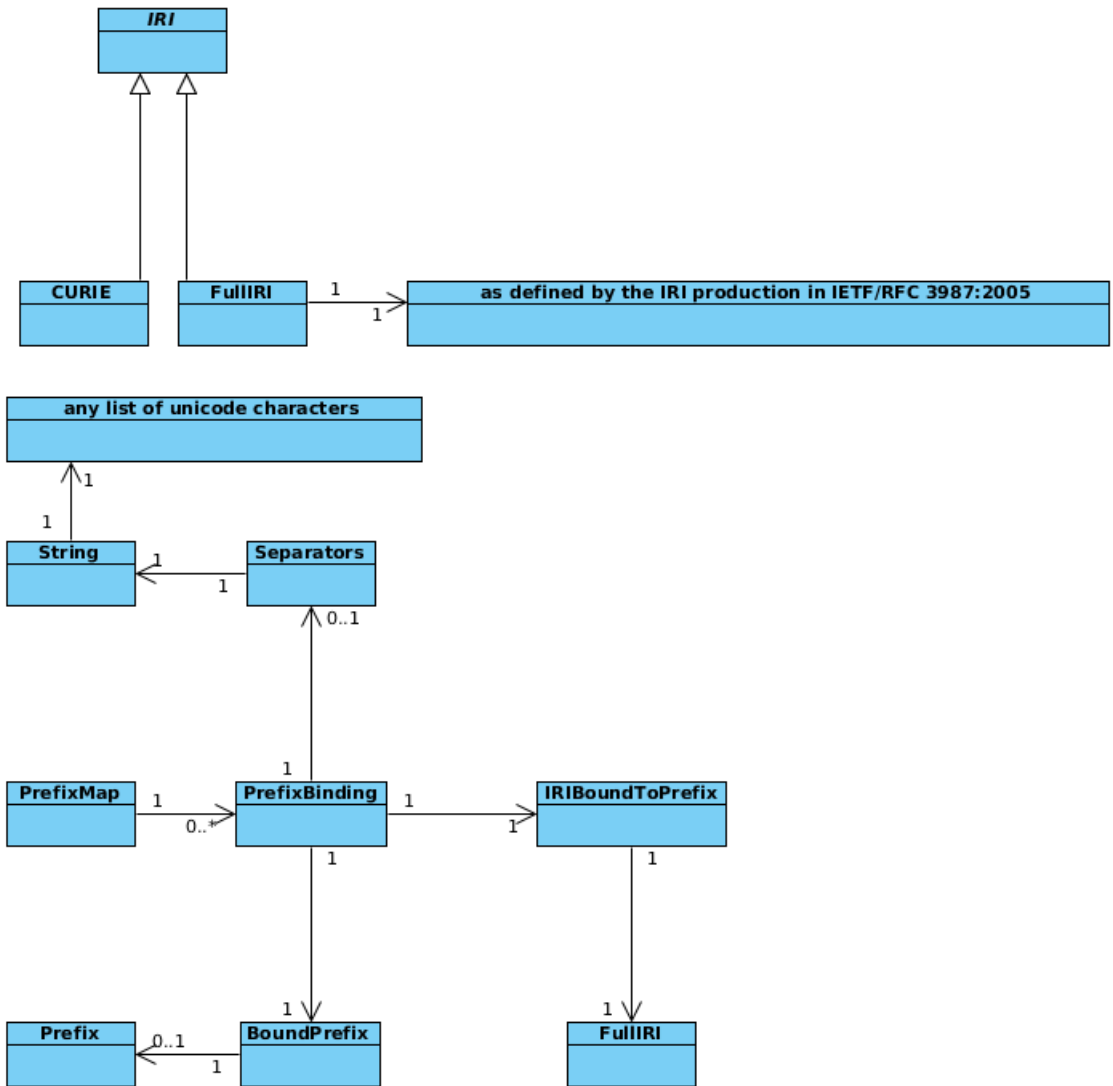 IRI
CURIE
FullIRI
1
1
as defined by the IRI production in IETF/RFC 3987:2005
any list of unicode characters
1
1
String
1
1
Separators
0..1
1
PrefixMap
1
0..*
PrefixBinding
1
1
IRIBoundToPrefix
1
1
1
1
Prefix
0..1
1
BoundPrefix
FullIRI